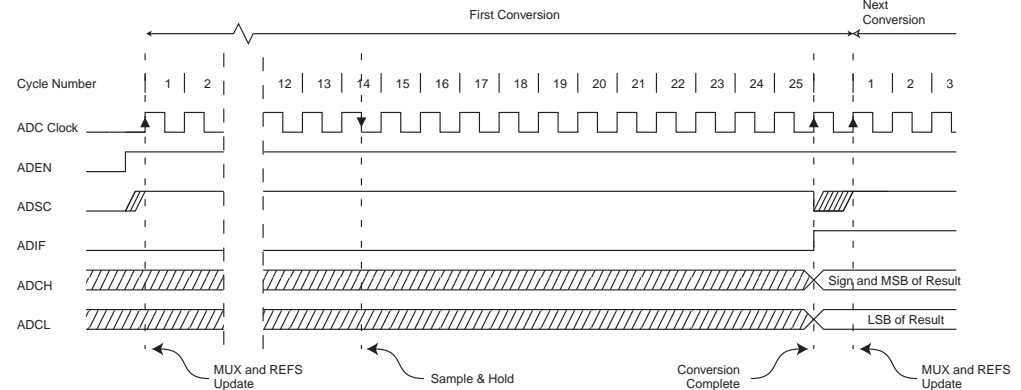 First Conversion
Next
Conversion
Cycle Number 1 2 12 13 14 15 16 17 18 19 20 21 22 23 24 25 1 2 3
ADC Clock
ADEN
ADSC
ADIF
ADCH Sign and MSB of Result
ADCL LSB of Result
MUX and REFS
Update
Sample & Hold
Conversion
Complete
MUX and REFS
Update